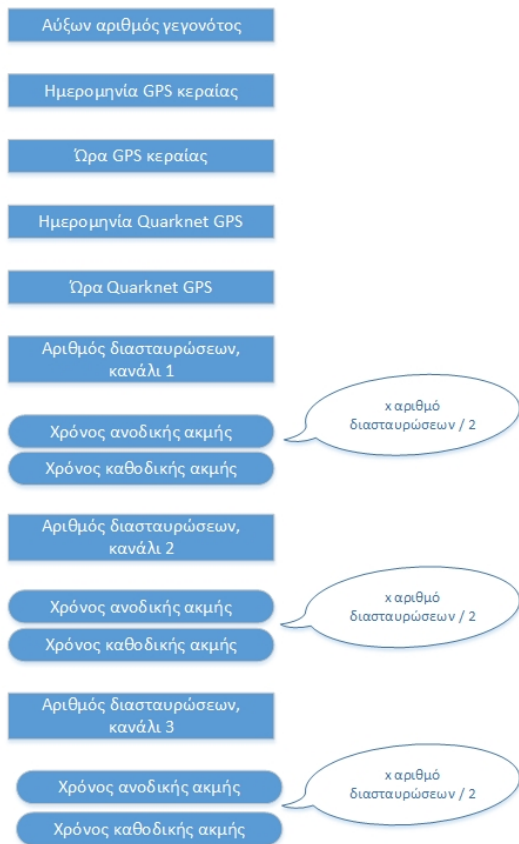 Αύξων αριθμός γεγονότος
Ημερομηνία GPS κεραίας
Ώρα GPS κεραίας
Ημερομηνία Quarknet GPS
Ώρα Quarknet GPS
Αριθμός διασταυρώσεων,
κανάλι 1
x αριθμό
διασταυρώσεων / 2
Χρόνος ανοδικής ακμής
Χρόνος καθοδικής ακμής
Αριθμός διασταυρώσεων,
κανάλι 2
x αριθμό
διασταυρώσεων / 2
Χρόνος ανοδικής ακμής
Χρόνος καθοδικής ακμής
Αριθμός διασταυρώσεων,
κανάλι 3
x αριθμό
διασταυρώσεων / 2
Χρόνος ανοδικής ακμής
Χρόνος καθοδικής ακμής